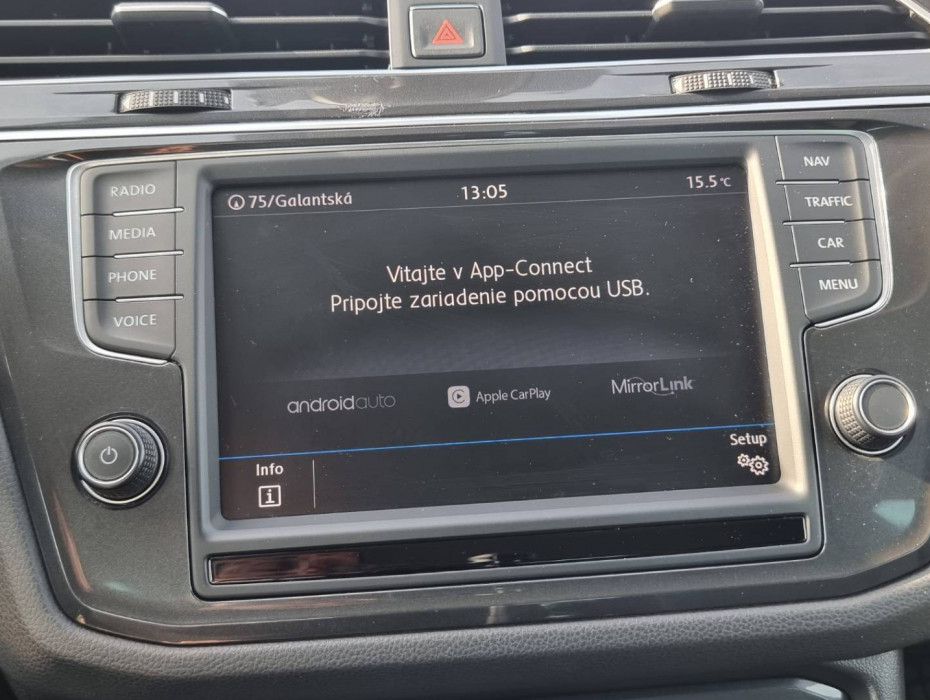 RADIO
MEDIA
PHONE
VOICE
75/Galantská 13:05 15.5°C
Vitajte v App-Connect
Pripojte zariadenie pomocou USB.
androidauto Apple CarPlay MirrorLink
Setup
Info
i
NAV
TRAFFIC
CAR
MENU